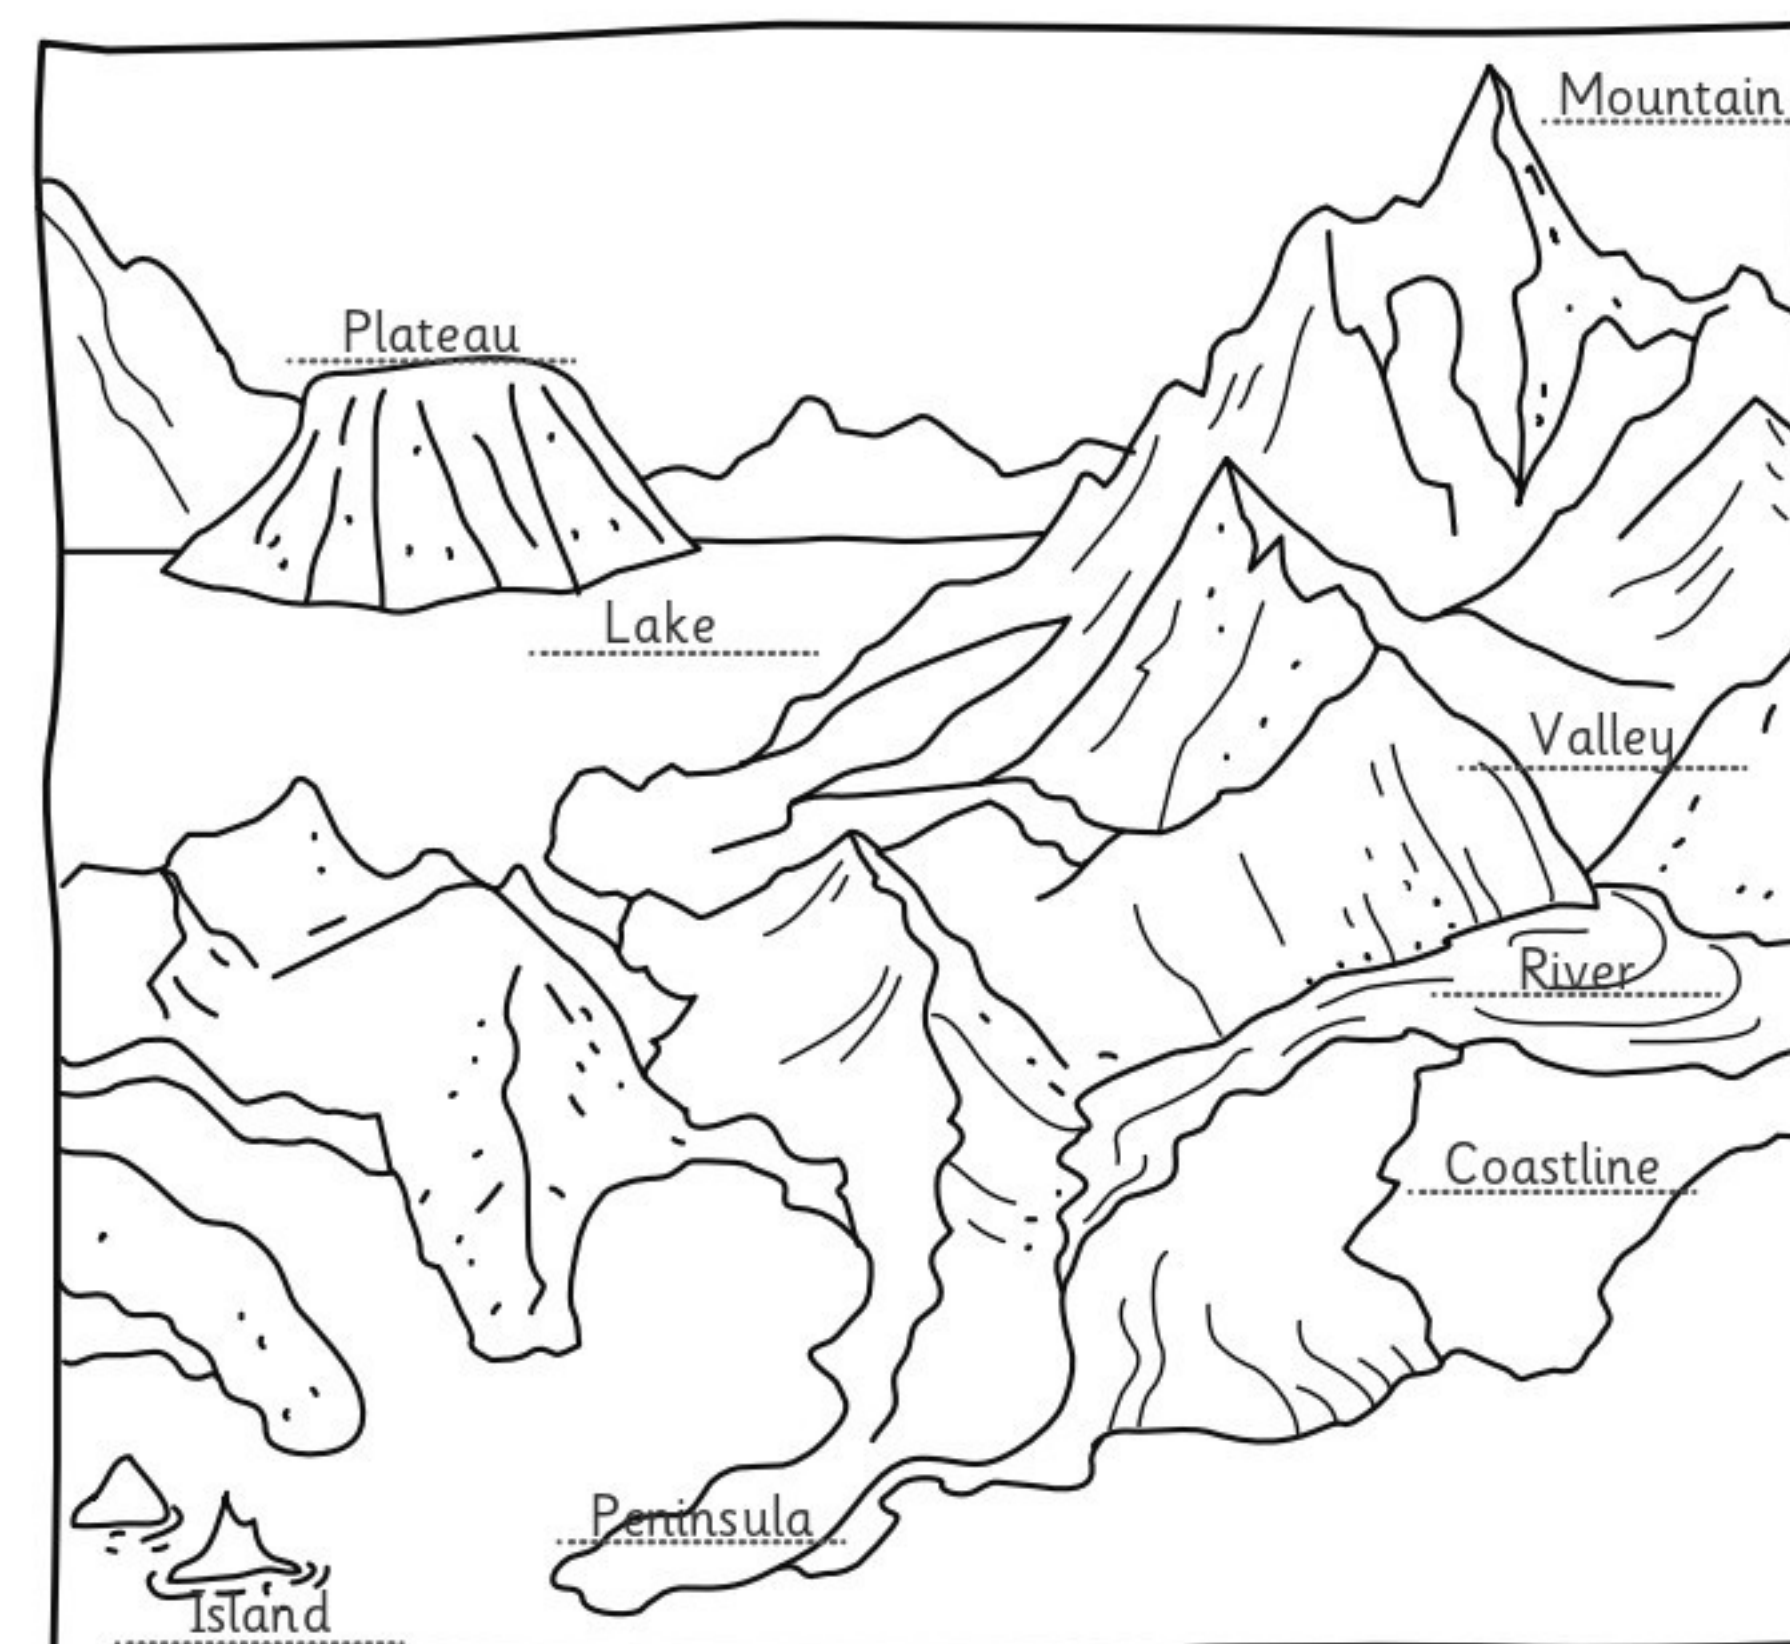 Mountain
Plateau
Lake
Valley
River
Coastline
Peninsula
Island